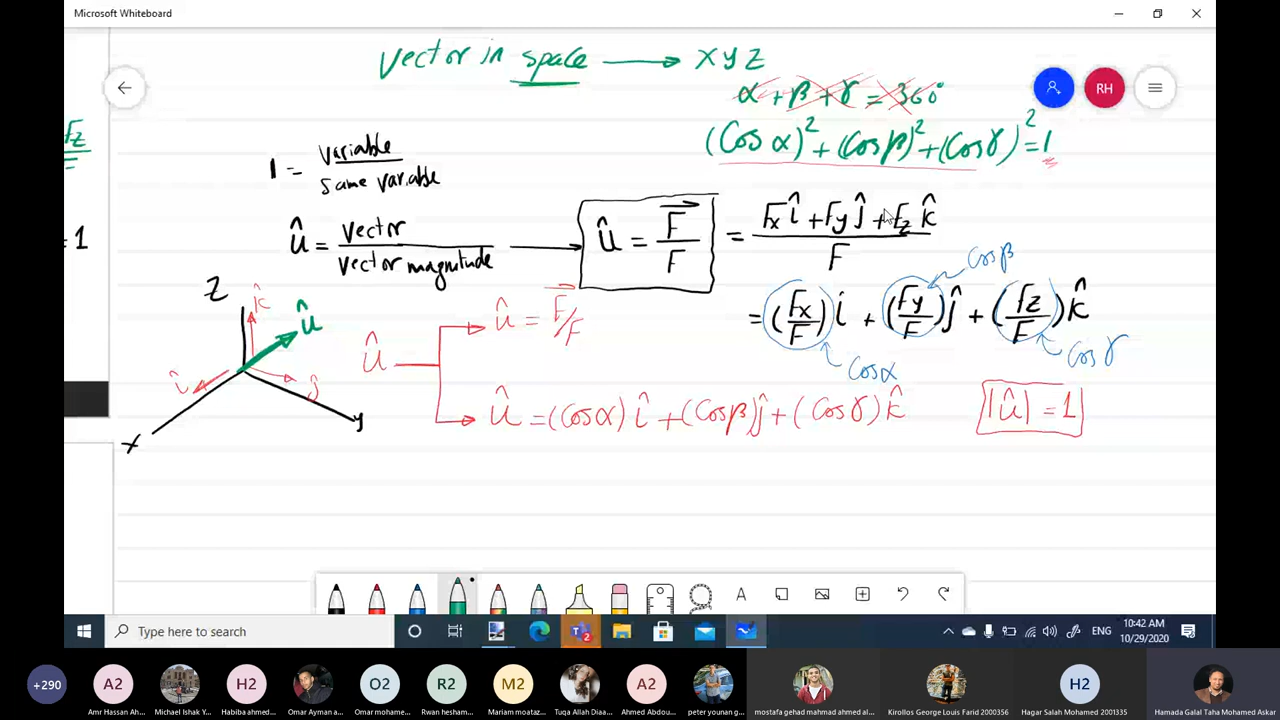 Microsoft Whiteboard
Vector in space → x y z
α + β + γ = 360°
(Cos α)² + (Cos β)² + (Cos γ)² = 1
fz
= 1
1 = variable / same variable
û = vector / vector magnitude → û = F⃗ / F = Fx î + Fy ĵ + Fz k̂ / F
= (Fx/F) î + (Fy/F) ĵ + (Fz/F) k̂
Cos β
Cos α
Cos γ
Z
k̂
û
î
ĵ
x
y
û
û = F⃗/F
û = (Cos α) î + (Cos β) ĵ + (Cos γ) k̂
|û| = 1
RH
A
Type here to search
2
ENG
10:42 AM
10/29/2020
+290
A2
H2
O2
R2
M2
A2
H2
Amr Hassan Ah...
Michael Ishak Y...
Habiba ahmed...
Omar Ayman a...
Omar mohame...
Rwan hesham...
Mariam moataz...
Tuqa Allah Diaa...
Ahmed Abdou...
peter younan g...
mostafa gehad mahmad ahmed al...
Kirollos George Louis Farid 2000356
Hagar Salah Mohamed 2001335
Hamada Galal Taha Mohamed Askar